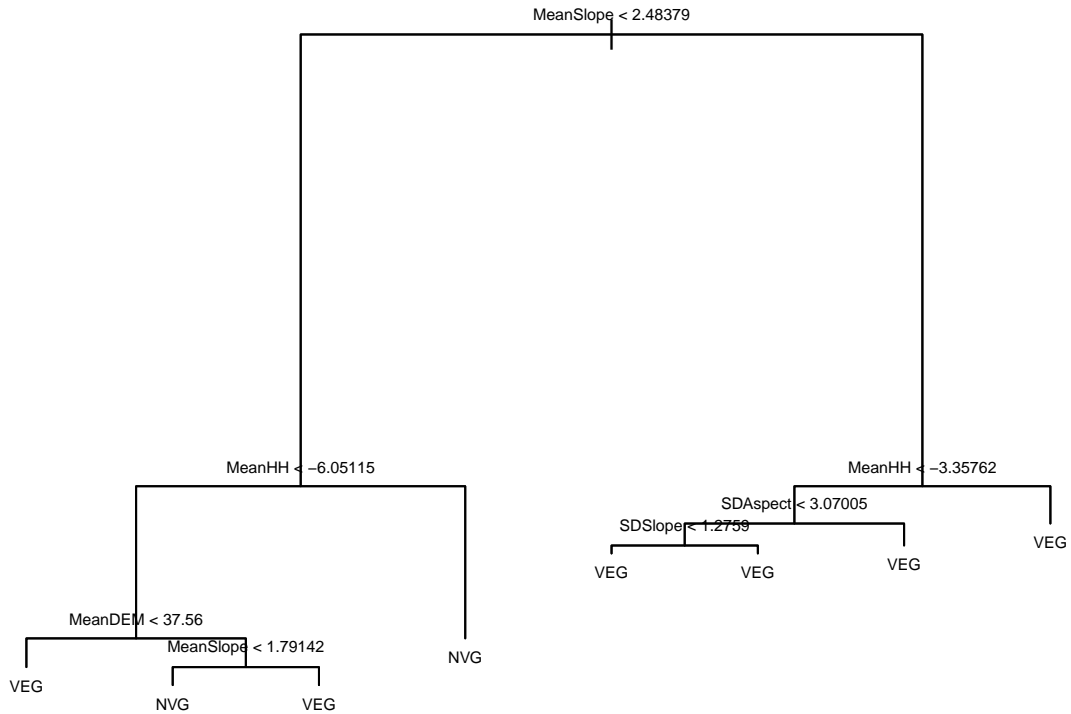 MeanSlope < 2.48379
MeanHH < −6.05115
MeanHH < −3.35762
SDAspect < 3.07005
SDSlope < 1.2759
VEG
VEG
VEG
VEG
MeanDEM < 37.56
MeanSlope < 1.79142
NVG
VEG
NVG
VEG